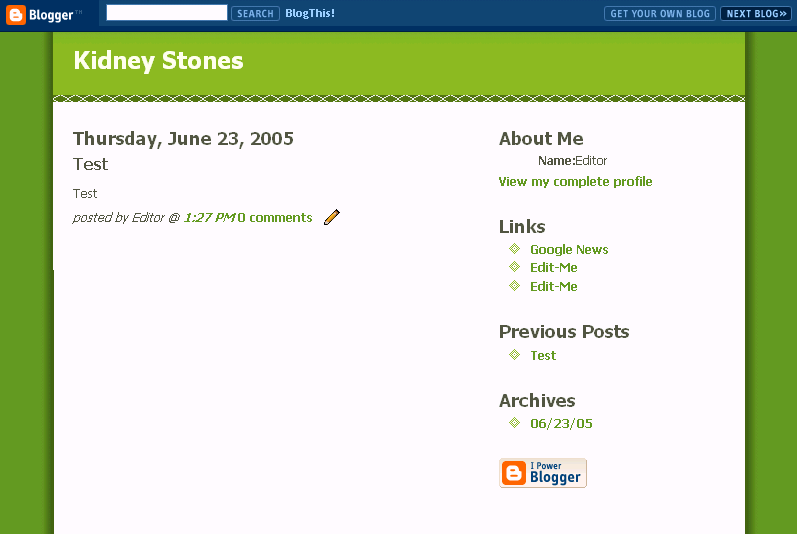 Blogger™
SEARCH BlogThis! GET YOUR OWN BLOG NEXT BLOG»
Kidney Stones
Thursday, June 23, 2005
Test
Test
posted by Editor @ 1:27 PM 0 comments
About Me
Name:Editor
View my complete profile
Links
Google News
Edit-Me
Edit-Me
Previous Posts
Test
Archives
06/23/05
I Power
Blogger